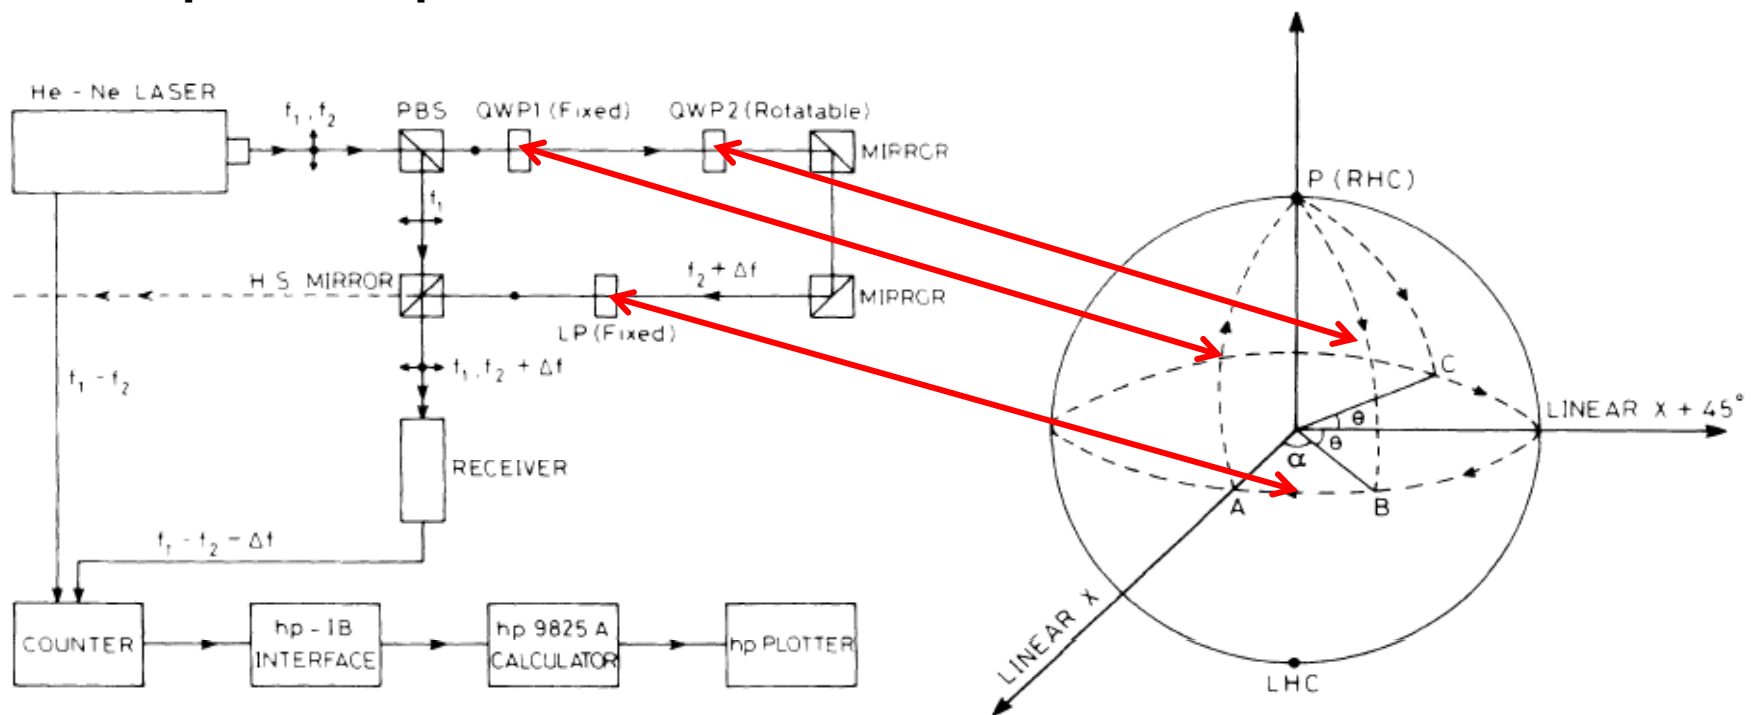 He - Ne LASER
f1, f2
PBS
QWP1 (Fixed)
QWP2 (Rotatable)
MIRROR
f1
H S MIRROR
f2 + Δf
MIRROR
LP (Fixed)
f1 - f2
f1, f2 + Δf
RECEIVER
f1 - f2 - Δf
COUNTER
hp - IB
INTERFACE
hp 9825 A
CALCULATOR
hp PLOTTER
P (RHC)
C
LINEAR X + 45°
θ
θ
α
A
B
LINEAR X
LHC